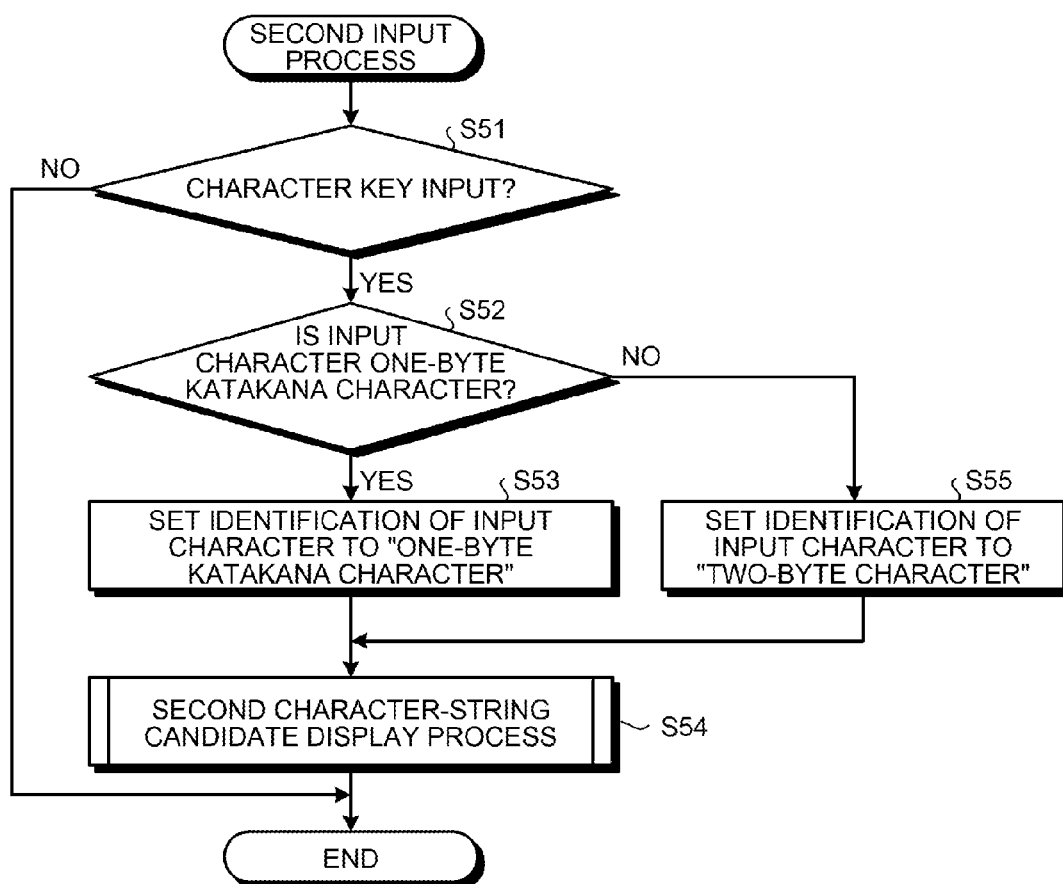 SECOND INPUT
PROCESS
S51
NO
CHARACTER KEY INPUT?
YES
S52
IS INPUT
CHARACTER ONE-BYTE
KATAKANA CHARACTER?
NO
YES
S53
SET IDENTIFICATION OF INPUT
CHARACTER TO "ONE-BYTE
KATAKANA CHARACTER"
S55
SET IDENTIFICATION OF
INPUT CHARACTER TO
"TWO-BYTE CHARACTER"
SECOND CHARACTER-STRING
CANDIDATE DISPLAY PROCESS
S54
END